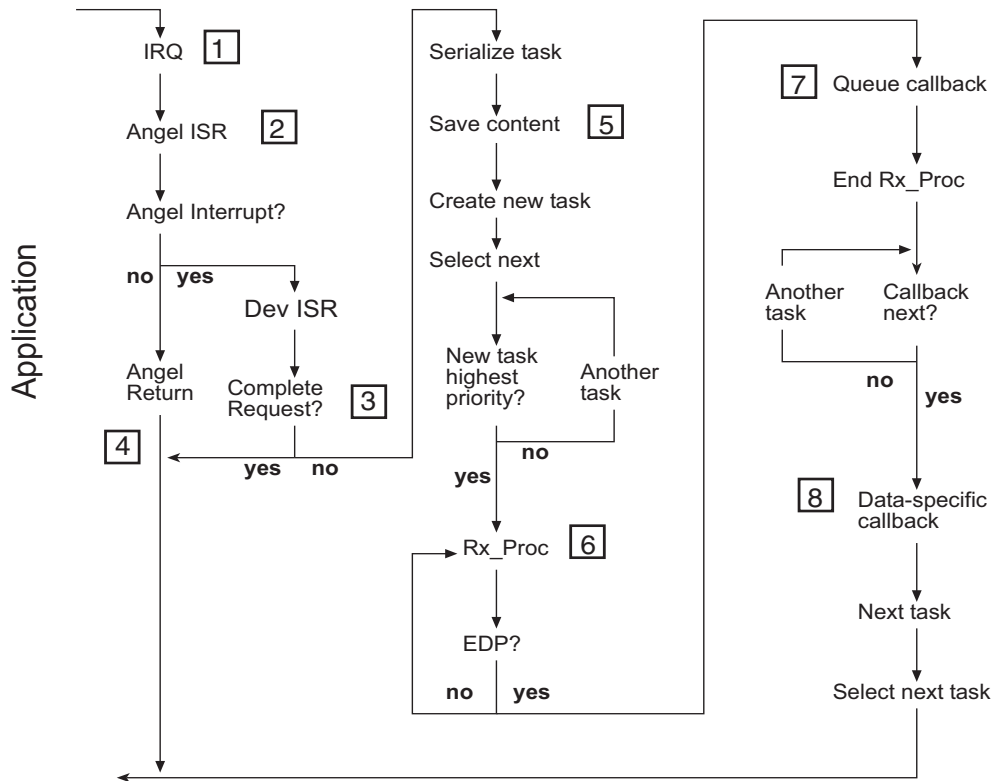 Application
IRQ
1
Angel ISR
2
Angel Interrupt?
no
yes
Dev ISR
Angel
Return
Complete
Request?
3
4
yes
no
Serialize task
Save content
5
Create new task
Select next
New task
highest
priority?
Another
task
no
yes
Rx_Proc
6
EDP?
no
yes
7
Queue callback
End Rx_Proc
Another
task
Callback
next?
no
yes
8
Data-specific
callback
Next task
Select next task